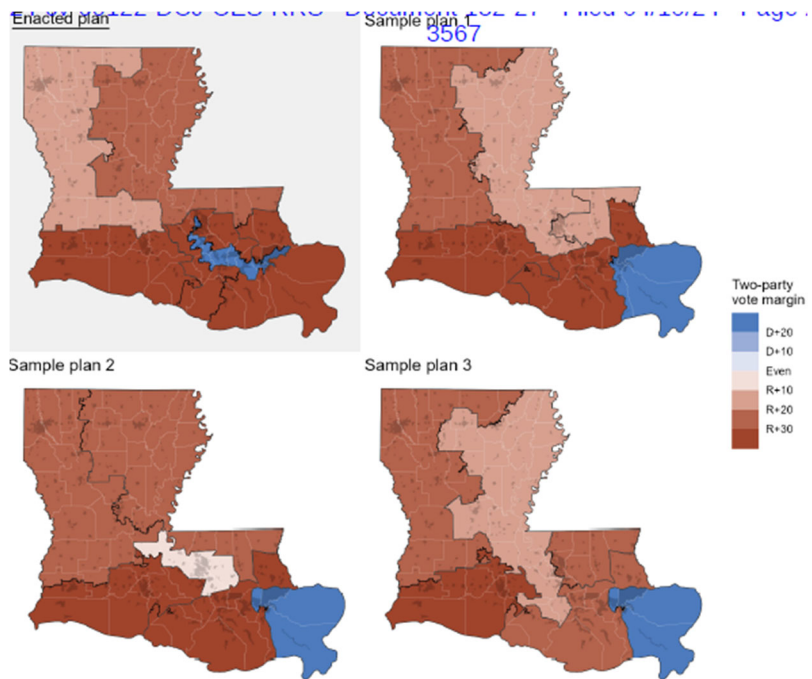 Enacted plan
Sample plan 1
3567
Two-party
vote margin
D+20
D+10
Even
R+10
R+20
R+30
Sample plan 2
Sample plan 3